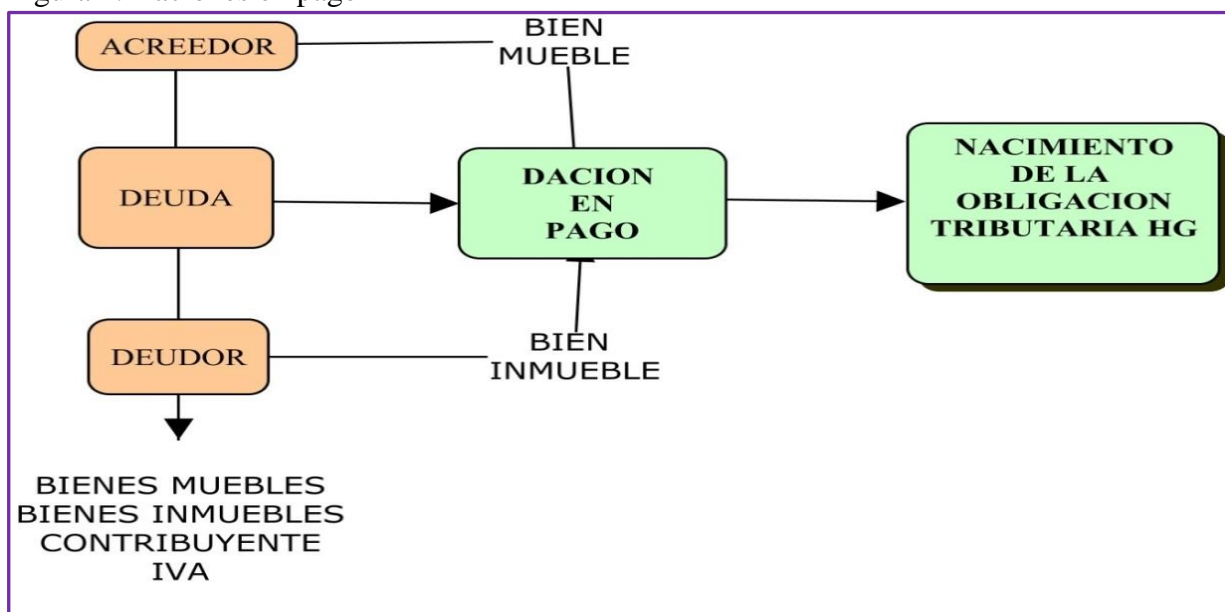 ACREEDOR
BIEN
MUEBLE
DEUDA
DACION
EN
PAGO
NACIMIENTO
DE LA
OBLIGACION
TRIBUTARIA HG
DEUDOR
BIEN
INMUEBLE
BIENES MUEBLES
BIENES INMUEBLES
CONTRIBUYENTE
IVA